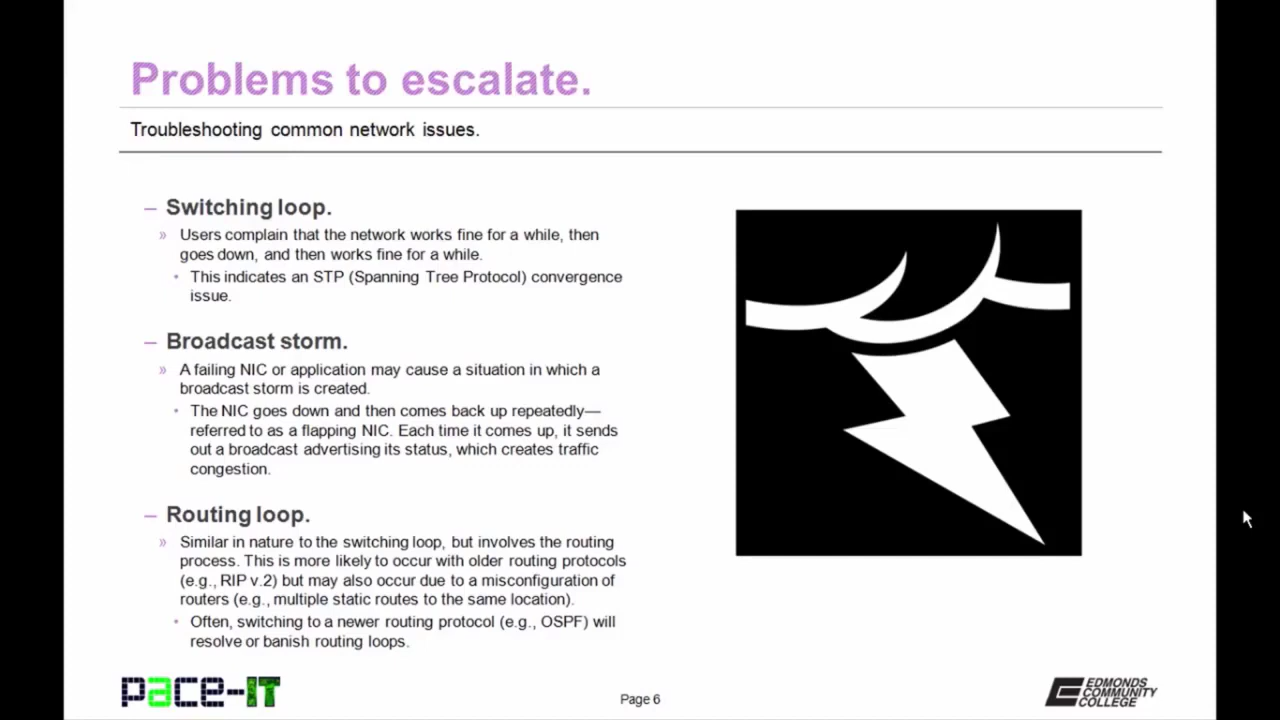 Problems to escalate.
Troubleshooting common network issues.
– Switching loop.
» Users complain that the network works fine for a while, then
goes down, and then works fine for a while.
• This indicates an STP (Spanning Tree Protocol) convergence
issue.
– Broadcast storm.
» A failing NIC or application may cause a situation in which a
broadcast storm is created.
• The NIC goes down and then comes back up repeatedly—
referred to as a flapping NIC. Each time it comes up, it sends
out a broadcast advertising its status, which creates traffic
congestion.
– Routing loop.
» Similar in nature to the switching loop, but involves the routing
process. This is more likely to occur with older routing protocols
(e.g., RIP v.2) but may also occur due to a misconfiguration of
routers (e.g., multiple static routes to the same location).
• Often, switching to a newer routing protocol (e.g., OSPF) will
resolve or banish routing loops.
pace-IT
Page 6
EDMONDS
COMMUNITY
COLLEGE